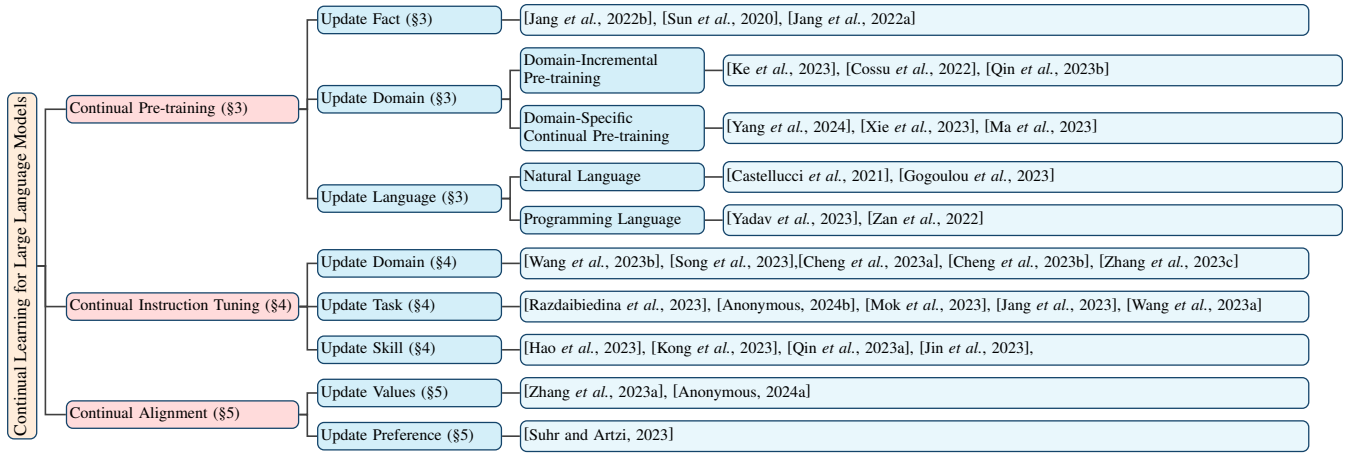 Continual Learning for Large Language Models
Continual Pre-training (§3)
Update Fact (§3)
[Jang et al., 2022b], [Sun et al., 2020], [Jang et al., 2022a]
Update Domain (§3)
Domain-Incremental
Pre-training
[Ke et al., 2023], [Cossu et al., 2022], [Qin et al., 2023b]
Domain-Specific
Continual Pre-training
[Yang et al., 2024], [Xie et al., 2023], [Ma et al., 2023]
Update Language (§3)
Natural Language
[Castellucci et al., 2021], [Gogoulou et al., 2023]
Programming Language
[Yadav et al., 2023], [Zan et al., 2022]
Continual Instruction Tuning (§4)
Update Domain (§4)
[Wang et al., 2023b], [Song et al., 2023],[Cheng et al., 2023a], [Cheng et al., 2023b], [Zhang et al., 2023c]
Update Task (§4)
[Razdaibiedina et al., 2023], [Anonymous, 2024b], [Mok et al., 2023], [Jang et al., 2023], [Wang et al., 2023a]
Update Skill (§4)
[Hao et al., 2023], [Kong et al., 2023], [Qin et al., 2023a], [Jin et al., 2023],
Continual Alignment (§5)
Update Values (§5)
[Zhang et al., 2023a], [Anonymous, 2024a]
Update Preference (§5)
[Suhr and Artzi, 2023]